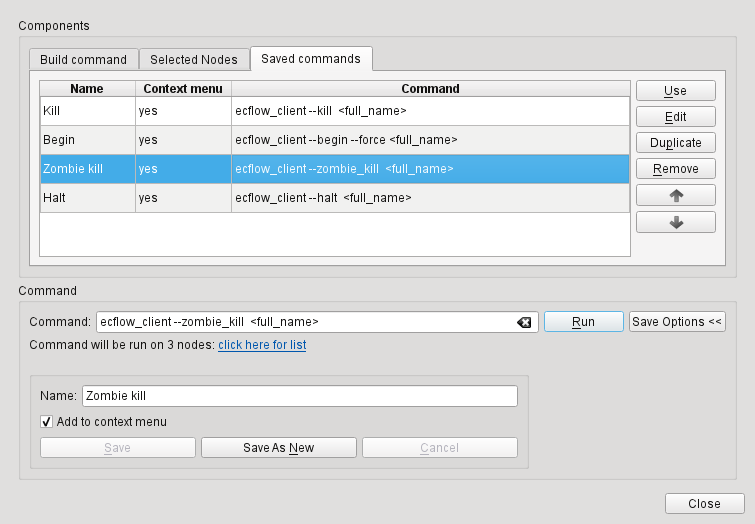 Components
Build command Selected Nodes Saved commands
Name Context menu Command
Kill yes ecflow_client --kill <full_name>
Begin yes ecflow_client --begin --force <full_name>
Zombie kill yes ecflow_client --zombie_kill <full_name>
Halt yes ecflow_client --halt <full_name>
Use
Edit
Duplicate
Remove
Command
Command: ecflow_client --zombie_kill <full_name> Run Save Options <<
Command will be run on 3 nodes: click here for list
Name: Zombie kill
Add to context menu
Save Save As New Cancel
Close